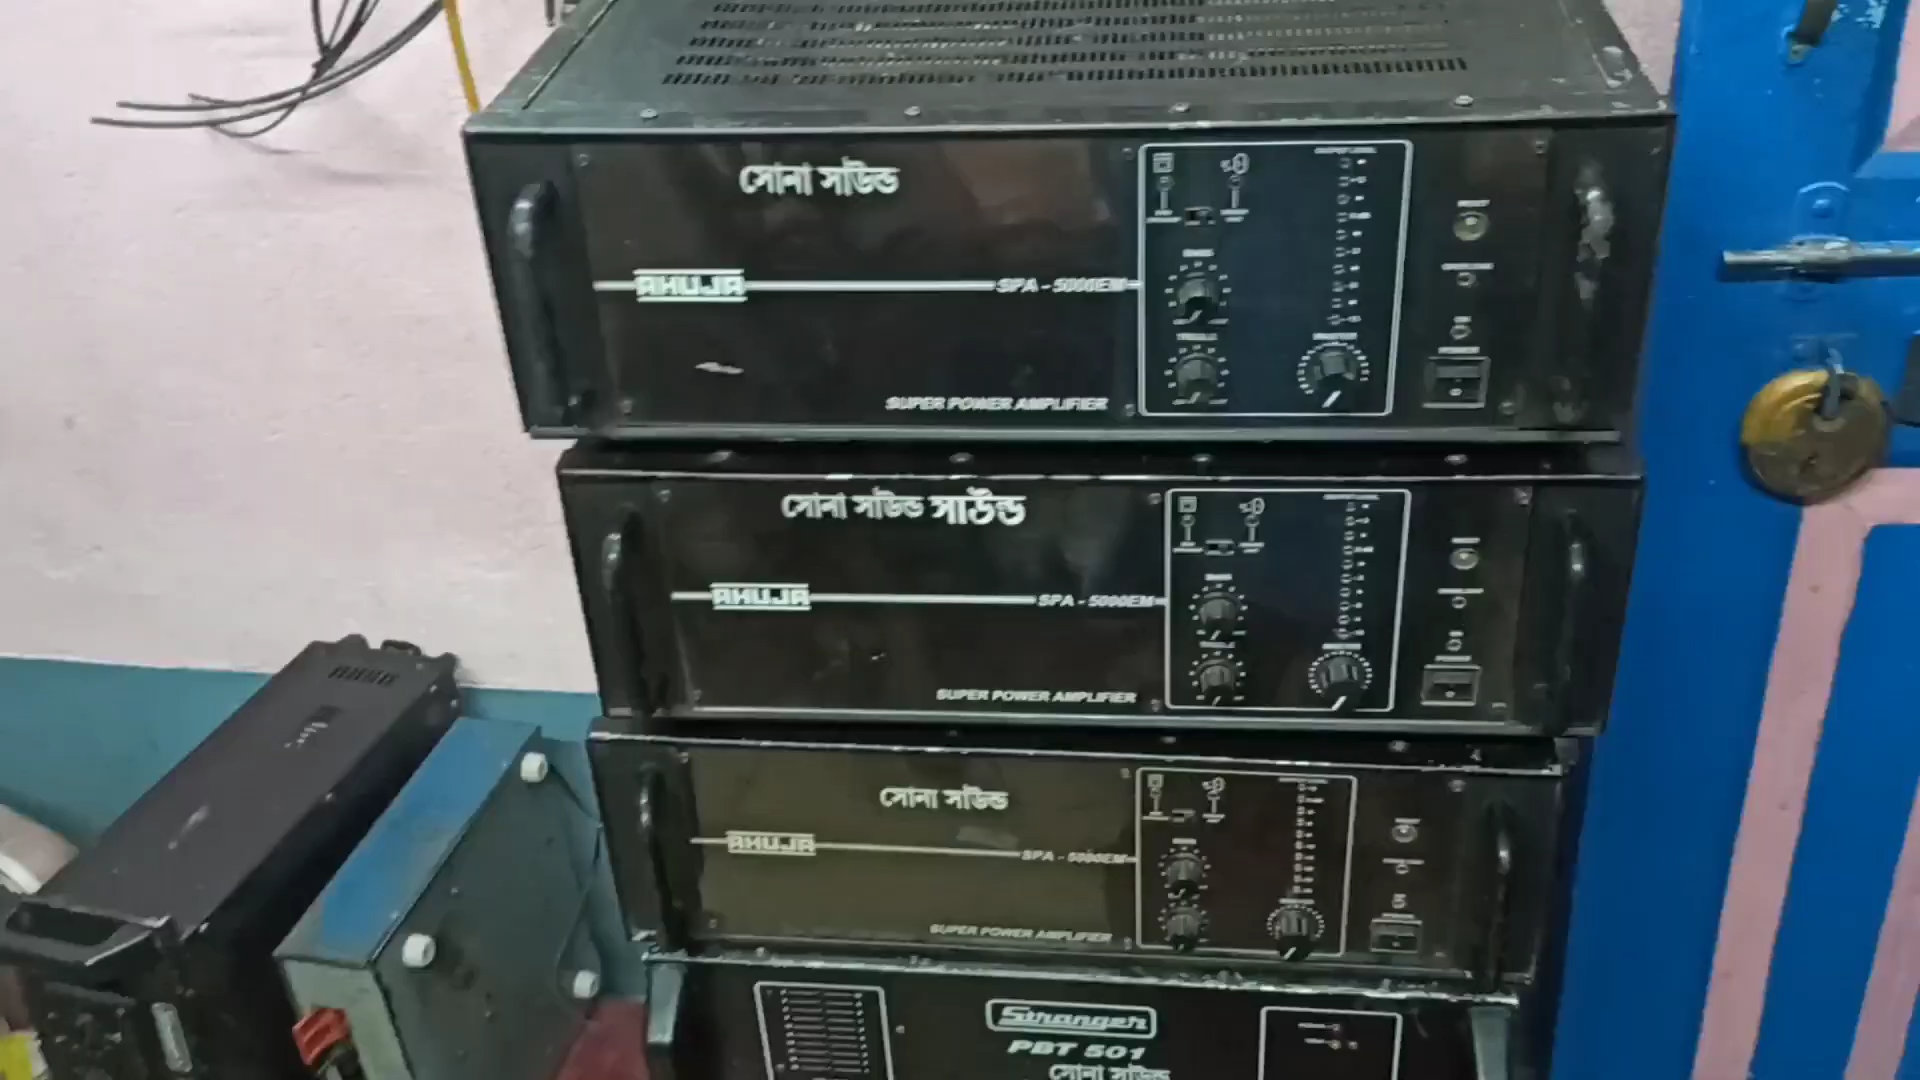 সোনা সাউন্ড
AHUJA
SPA - 5000EM
SUPER POWER AMPLIFIER
সোনা সাউন্ড সাউন্ড
AHUJA
SPA - 5000EM
SUPER POWER AMPLIFIER
সোনা সাউন্ড
AHUJA
SPA - 5000EM
SUPER POWER AMPLIFIER
Stranger
PBT 501
সোনা সাউন্ড